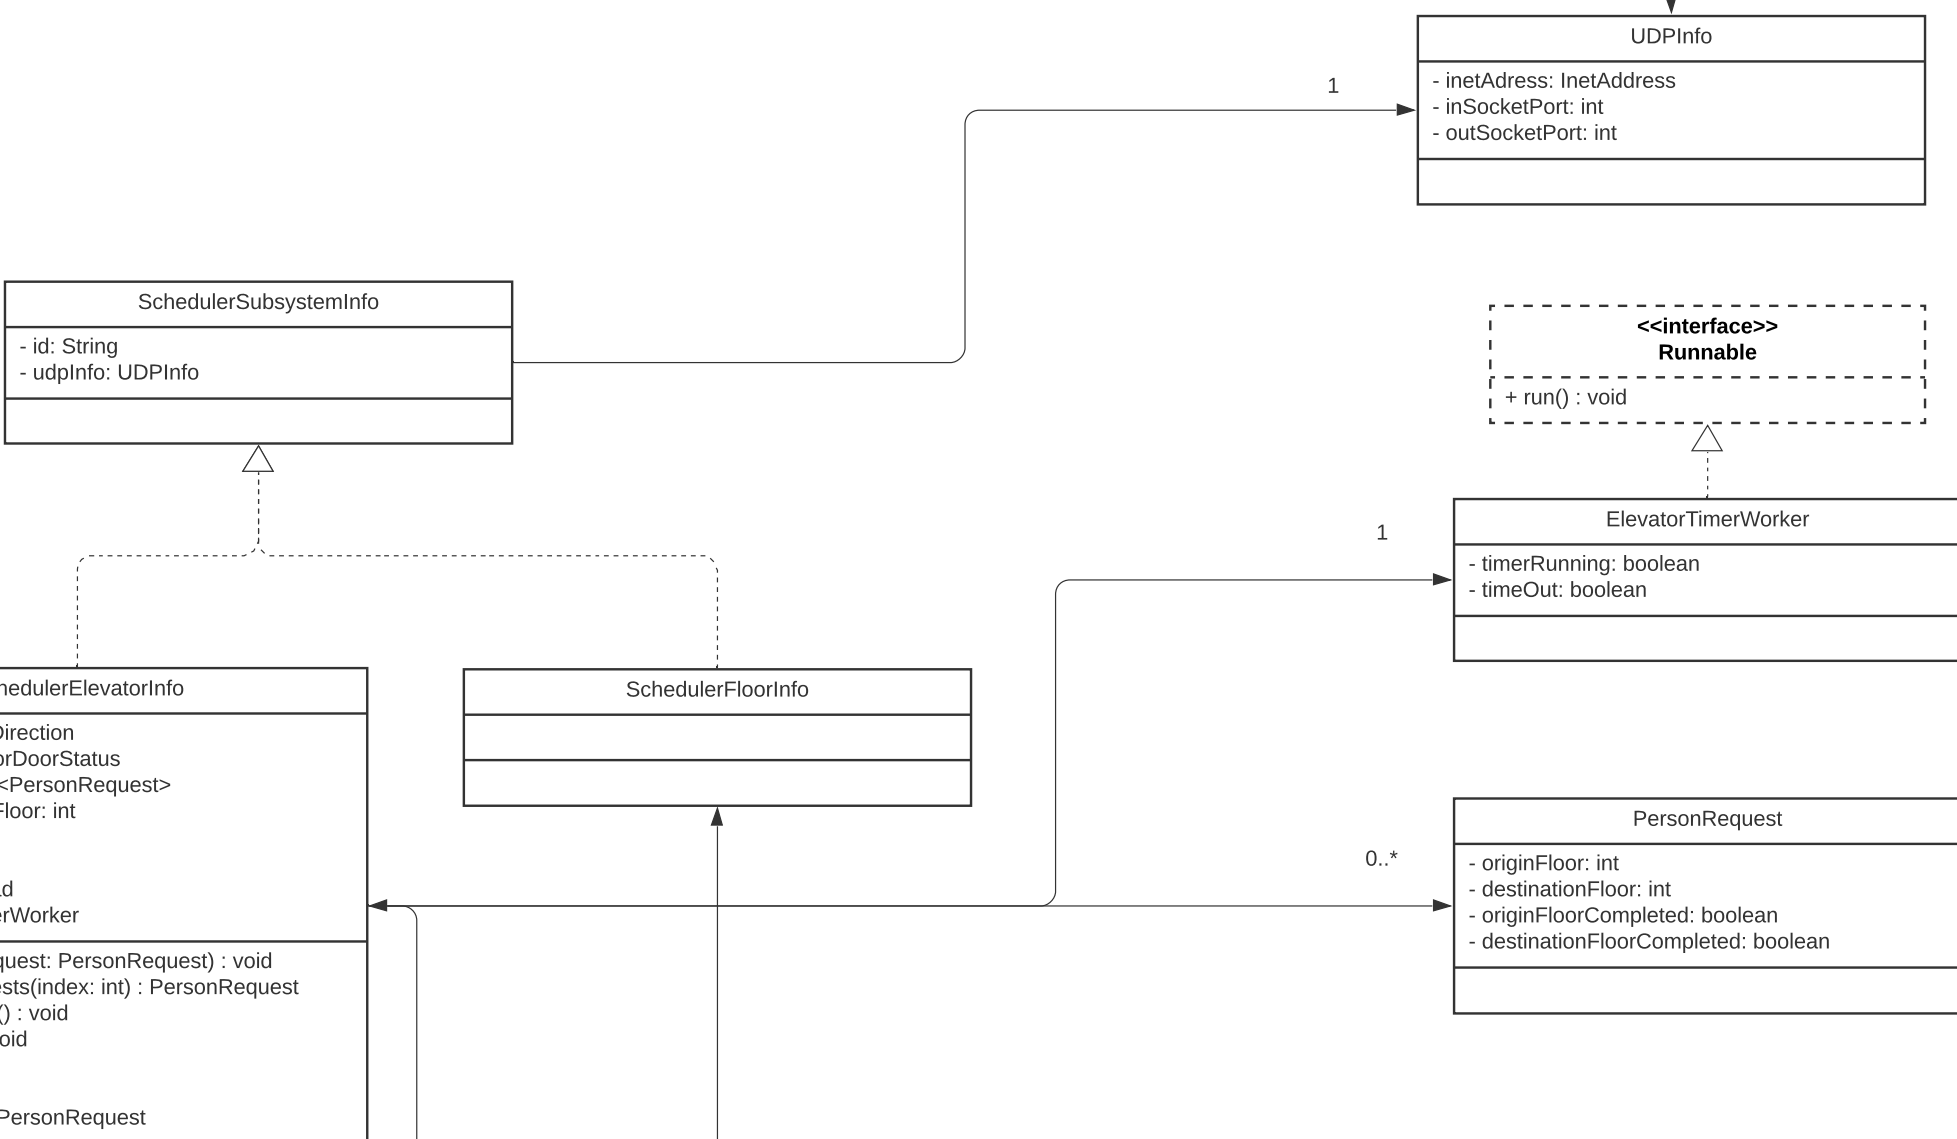 UDPInfo
- inetAdress: InetAddress
- inSocketPort: int
- outSocketPort: int
1
SchedulerSubsystemInfo
- id: String
- udpInfo: UDPInfo
<<interface>>
Runnable
+ run() : void
1
ElevatorTimerWorker
- timerRunning: boolean
- timeOut: boolean
hedulerElevatorInfo
Direction
orDoorStatus
<PersonRequest>
Floor: int
ad
erWorker
quest: PersonRequest) : void
ests(index: int) : PersonRequest
() : void
oid
PersonRequest
SchedulerFloorInfo
0..*
PersonRequest
- originFloor: int
- destinationFloor: int
- originFloorCompleted: boolean
- destinationFloorCompleted: boolean